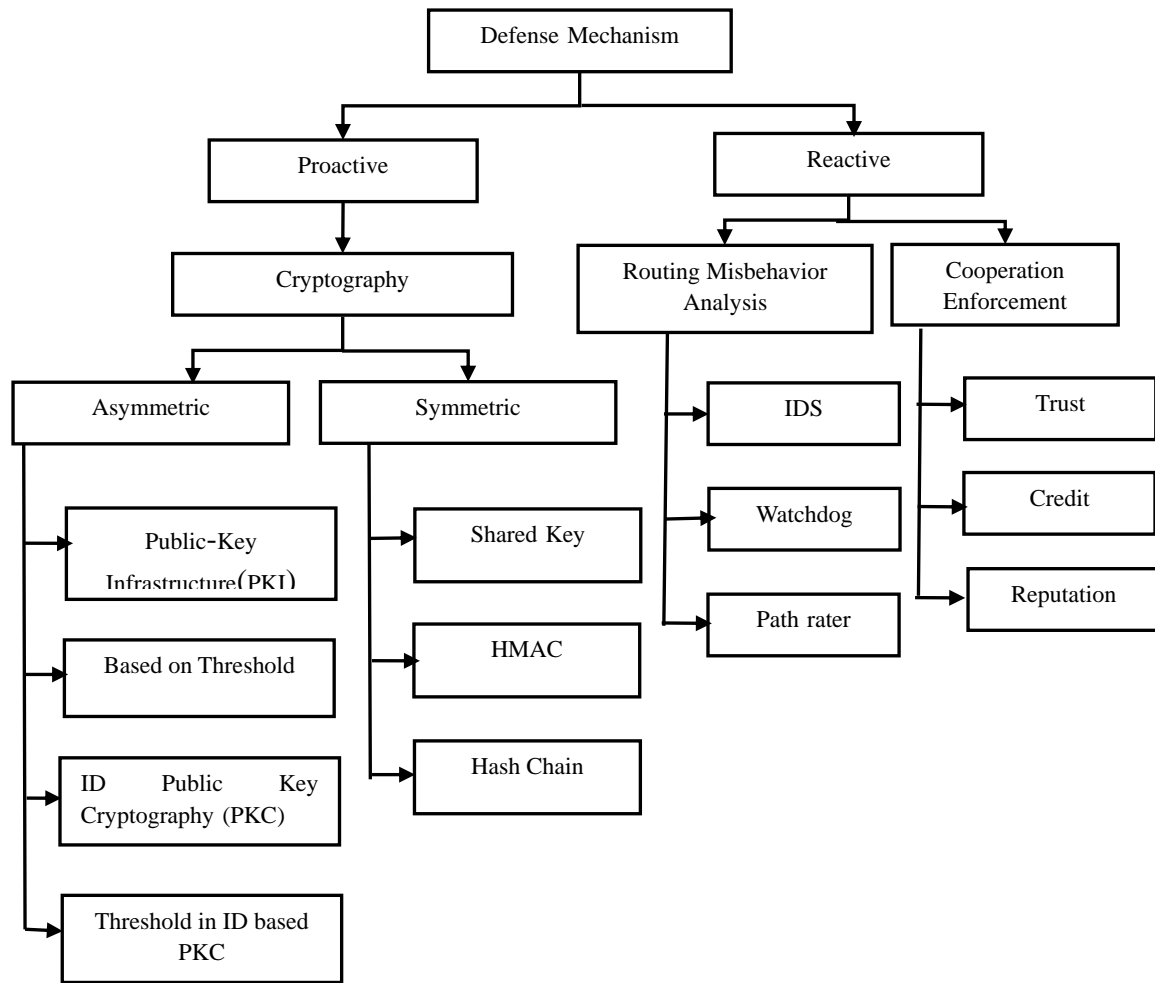 Defense Mechanism
Proactive
Reactive
Cryptography
Routing Misbehavior
Analysis
Cooperation
Enforcement
Asymmetric
Symmetric
IDS
Trust
Public-Key
Infrastructure(PKI)
Shared Key
Watchdog
Credit
Based on Threshold
HMAC
Path rater
Reputation
ID Public Key
Cryptography (PKC)
Hash Chain
Threshold in ID based
PKC